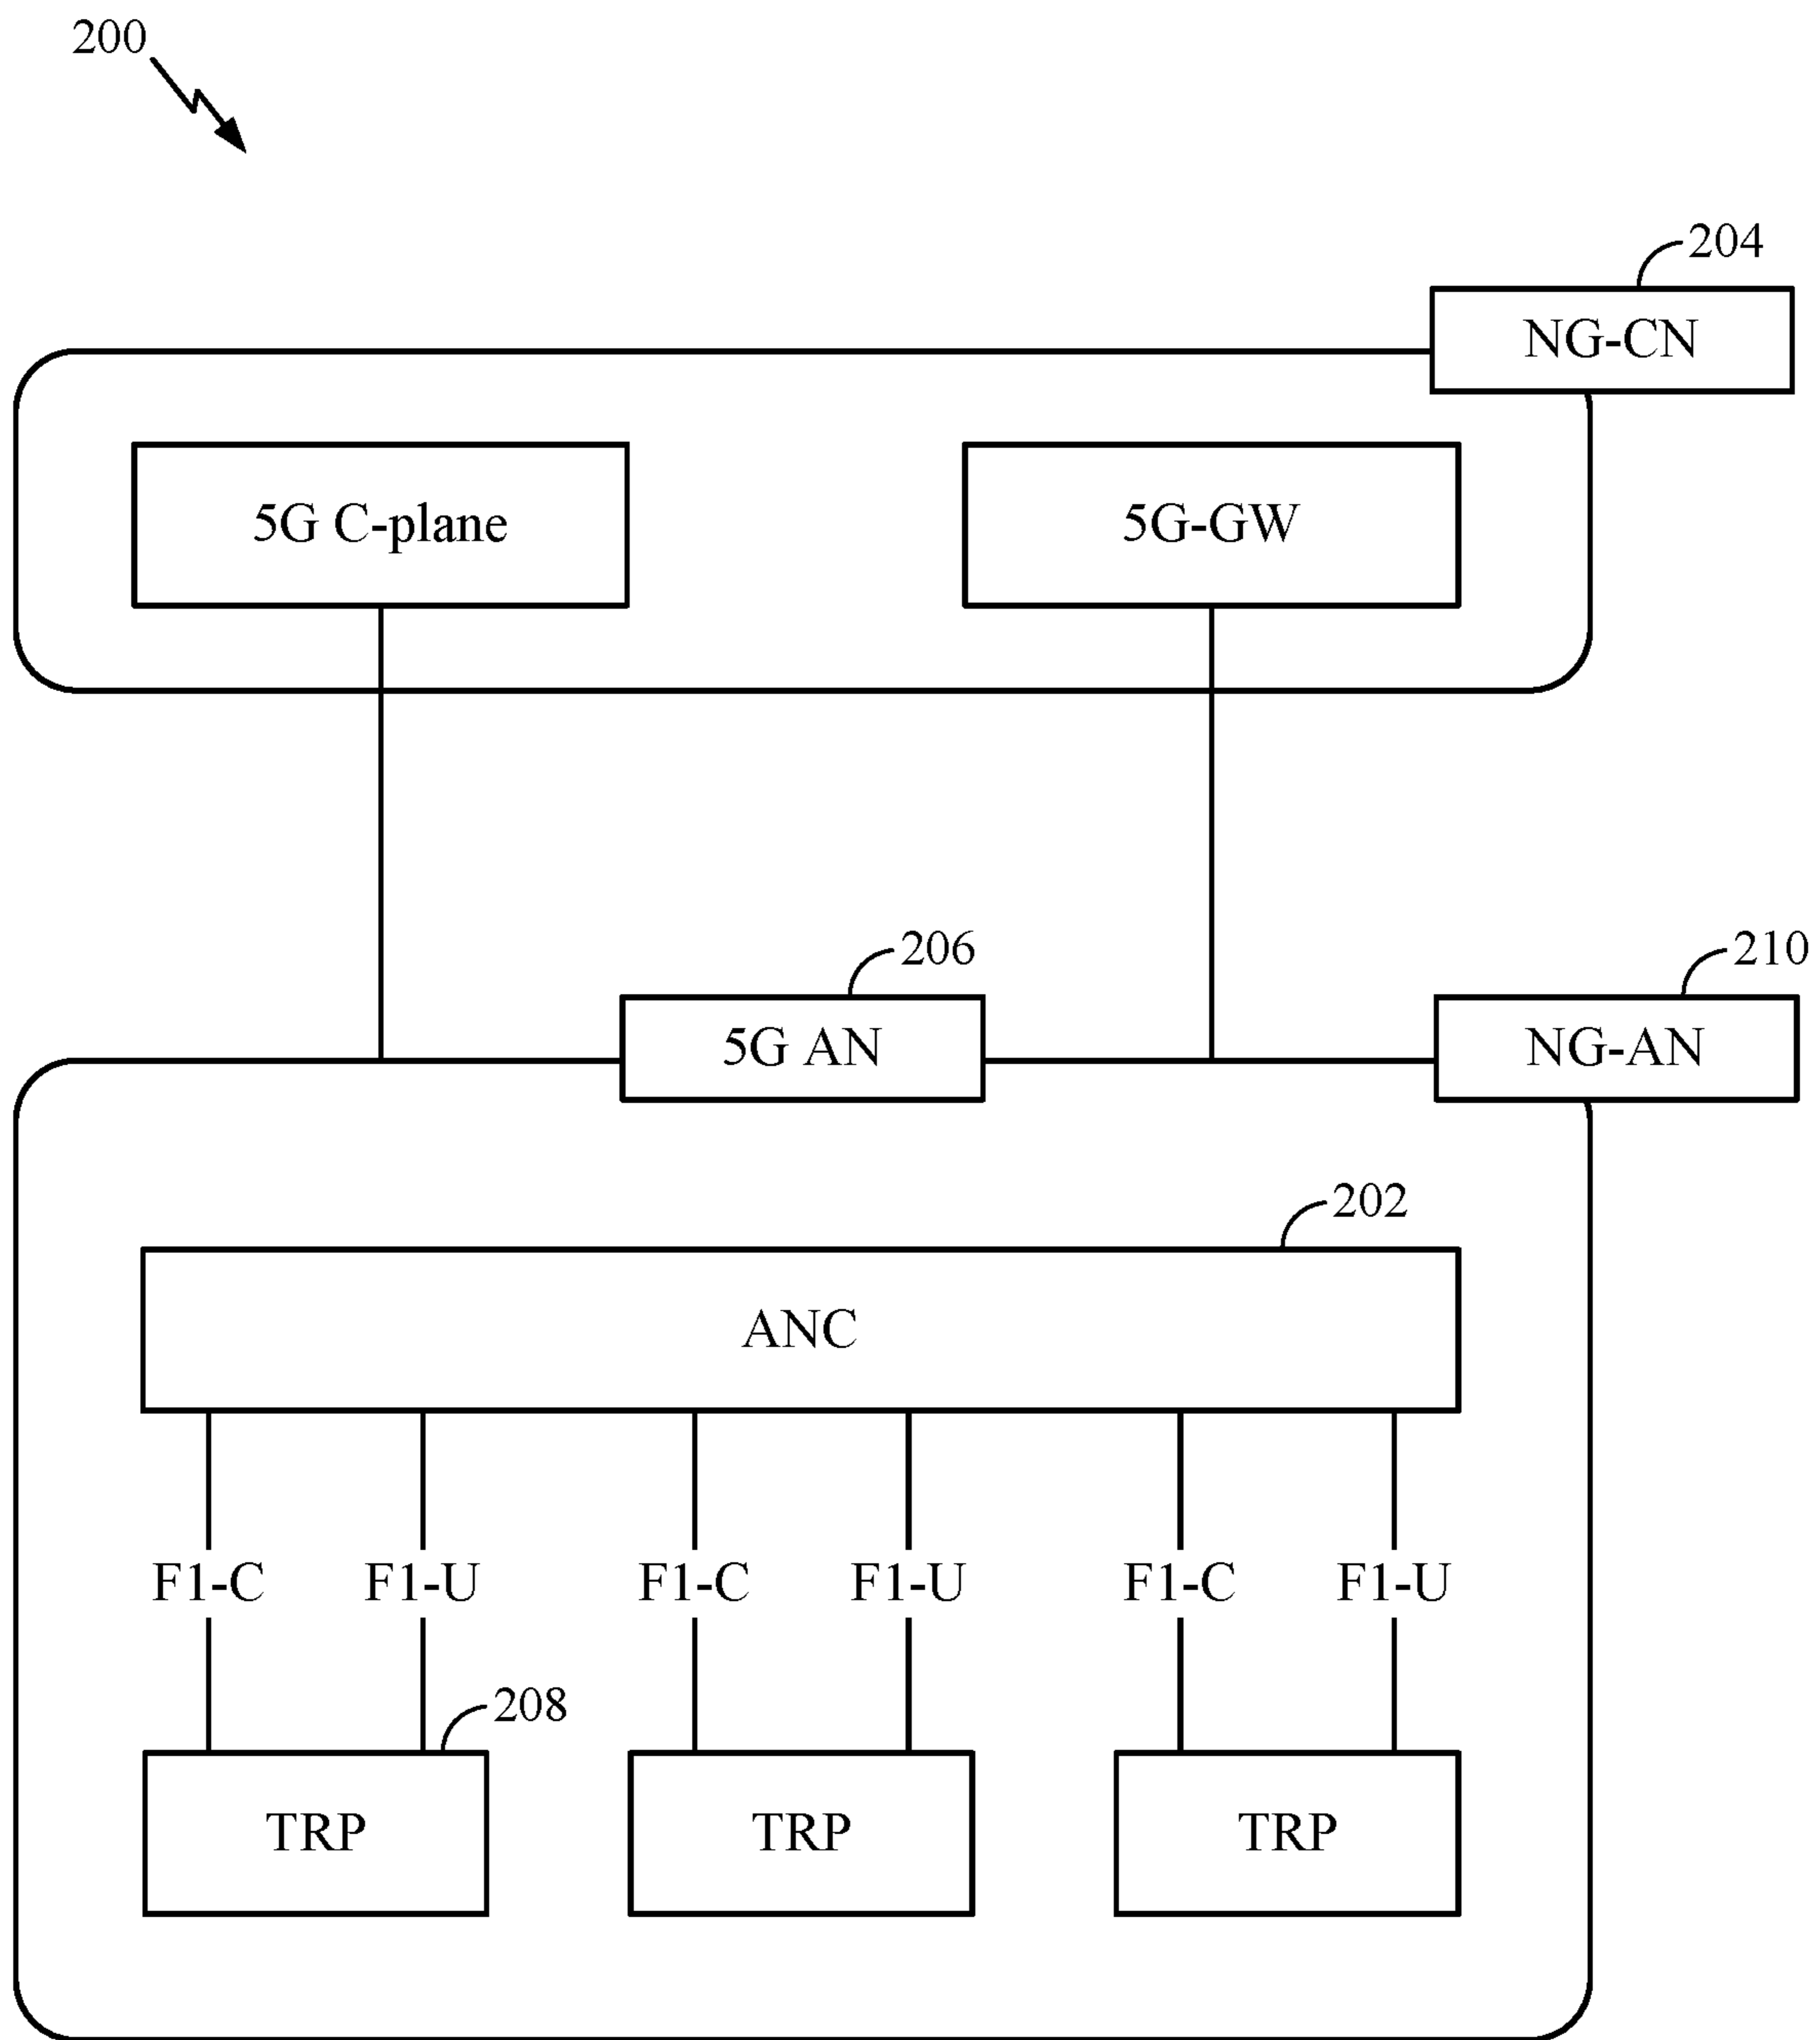 200
204
NG-CN
5G C-plane
5G-GW
206
210
5G AN
NG-AN
202
ANC
F1-C
F1-U
F1-C
F1-U
F1-C
F1-U
208
TRP
TRP
TRP